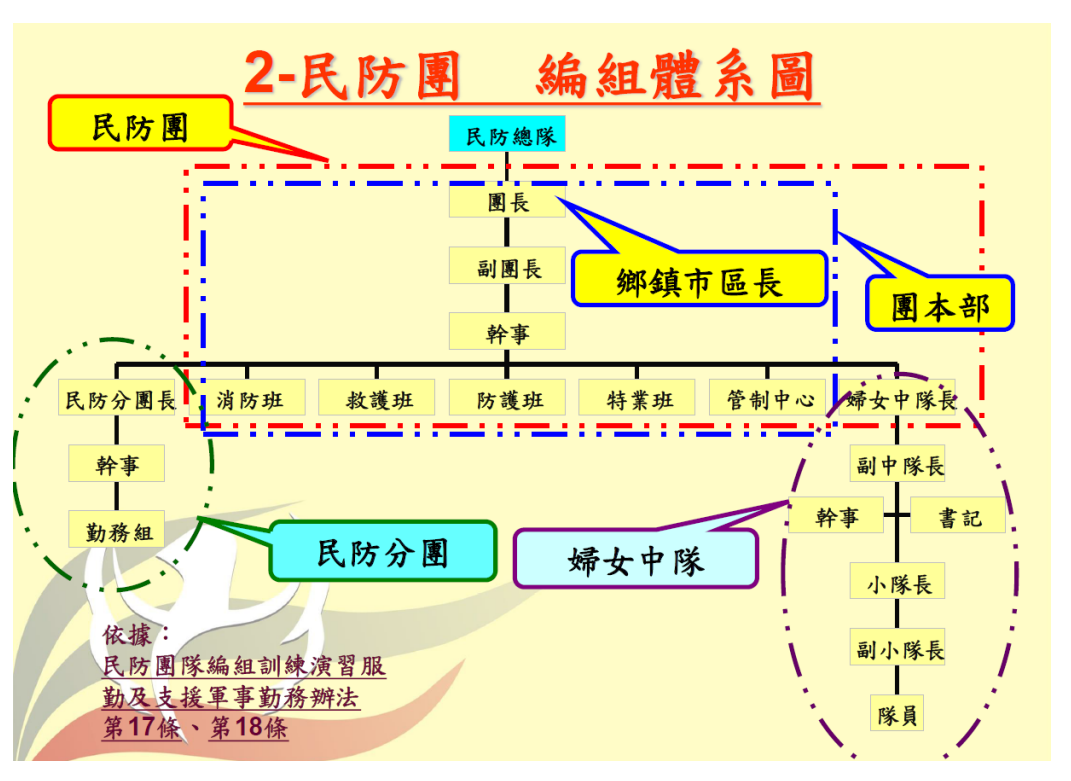 2-民防團 編組體系圖
民防團
民防總隊
團長
鄉鎮市區長
副團長
團本部
幹事
民防分團長
消防班
救護班
防護班
特業班
管制中心
婦女中隊長
幹事
勤務組
民防分團
副中隊長
幹事
書記
婦女中隊
小隊長
副小隊長
隊員
依據：
民防團隊編組訓練演習服
勤及支援軍事勤務辦法
第17條、第18條